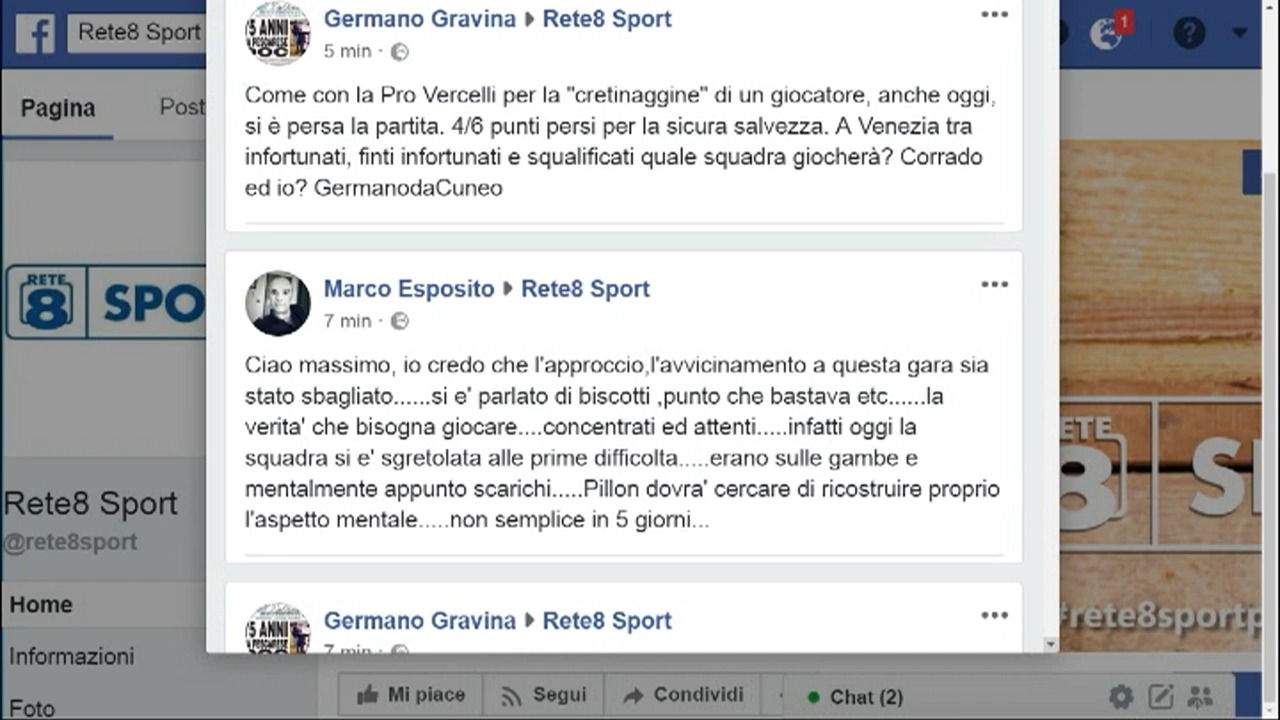 Rete8 Sport
Germano Gravina Rete8 Sport
5 min ·
1
?
Pagina
Post
Come con la Pro Vercelli per la "cretinaggine" di un giocatore, anche oggi,
si è persa la partita. 4/6 punti persi per la sicura salvezza. A Venezia tra
infortunati, finti infortunati e squalificati quale squadra giocherà? Corrado
ed io? GermanodaCuneo
RETE
8
SPO
Marco Esposito Rete8 Sport
7 min ·
Ciao massimo, io credo che l'approccio,l'avvicinamento a questa gara sia
stato sbagliato......si e' parlato di biscotti ,punto che bastava etc......la
verita' che bisogna giocare....concentrati ed attenti.....infatti oggi la
squadra si e' sgretolata alle prime difficolta.....erano sulle gambe e
mentalmente appunto scarichi.....Pillon dovra' cercare di ricostruire proprio
l'aspetto mentale.....non semplice in 5 giorni...
ETE
8
S
Rete8 Sport
@rete8sport
Home
Informazioni
Foto
Germano Gravina Rete8 Sport
7 min ·
#rete8sportp
Mi piace
Segui
Condividi
Chat (2)